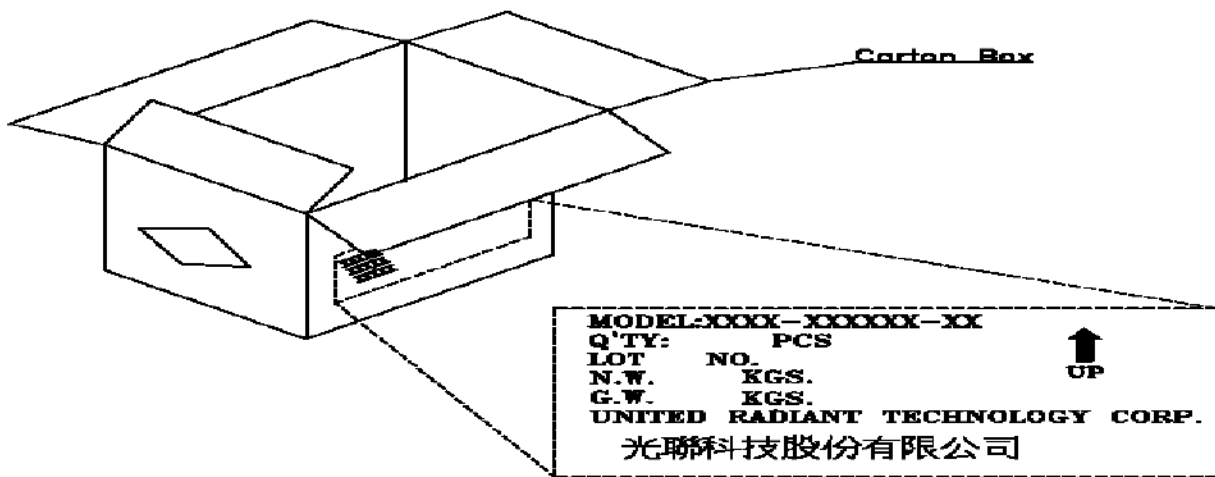 Carton Box
MODEL:XXXX-XXXXXX-XX
Q'TY: PCS
LOT NO.
N.W. KGS.
G.W. KGS.
UP
UNITED RADIANT TECHNOLOGY CORP.
光聯科技股份有限公司